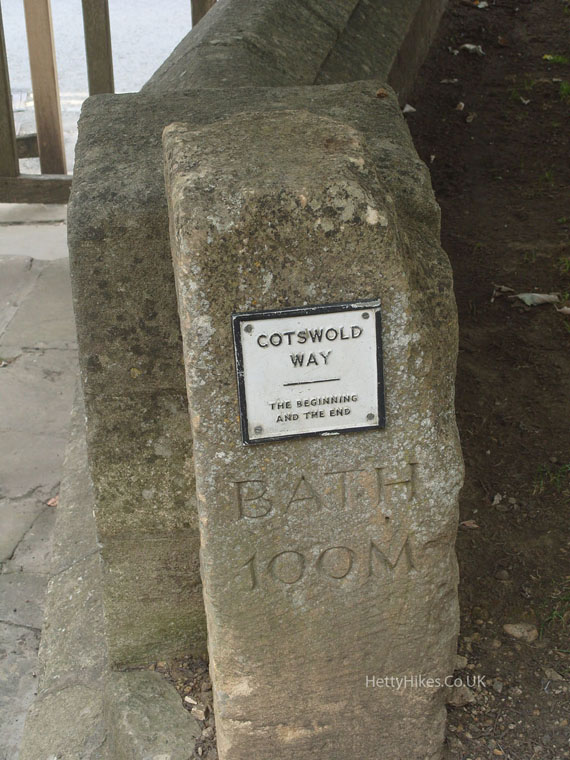 COTSWOLD
WAY
THE BEGINNING
AND THE END
BATH
100M
HettyHikes.Co.UK